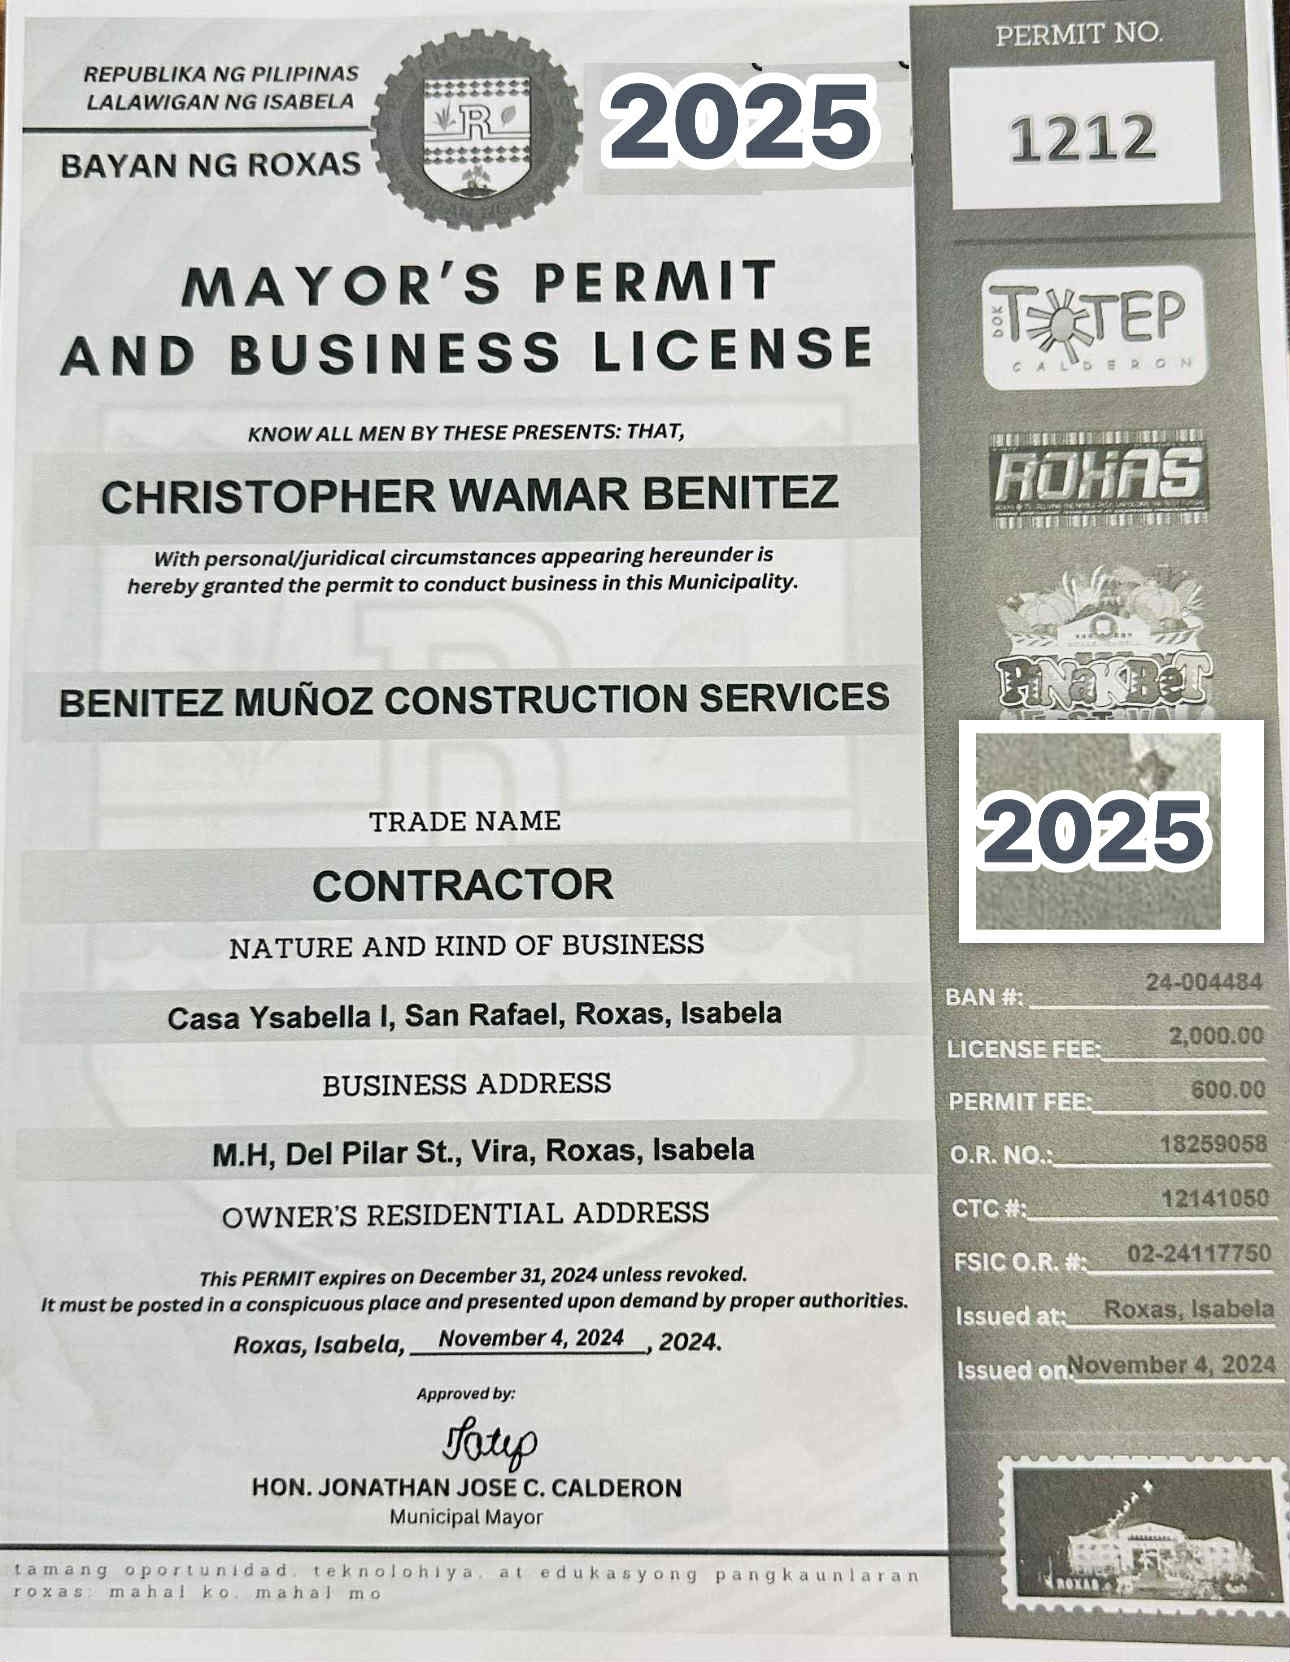 REPUBLIKA NG PILIPINAS
LALAWIGAN NG ISABELA
BAYAN NG ROXAS
R
2025
MAYOR'S PERMIT
AND BUSINESS LICENSE
KNOW ALL MEN BY THESE PRESENTS: THAT,
CHRISTOPHER WAMAR BENITEZ
With personal/juridical circumstances appearing hereunder is
hereby granted the permit to conduct business in this Municipality.
BENITEZ MUÑOZ CONSTRUCTION SERVICES
TRADE NAME
CONTRACTOR
NATURE AND KIND OF BUSINESS
Casa Ysabella I, San Rafael, Roxas, Isabela
BUSINESS ADDRESS
M.H, Del Pilar St., Vira, Roxas, Isabela
OWNER'S RESIDENTIAL ADDRESS
This PERMIT expires on December 31, 2024 unless revoked.
It must be posted in a conspicuous place and presented upon demand by proper authorities.
Roxas, Isabela, November 4, 2024, 2024.
Approved by:
HON. JONATHAN JOSE C. CALDERON
Municipal Mayor
tamang oportunidad, teknolohiya, at edukasyong pangkaunlaran
roxas: mahal ko, mahal mo
PERMIT NO.
1212
DOK TOTEP
CALDERON
ROXAS
PINAKBET
FESTIVAL
2025
BAN #: 24-004484
LICENSE FEE: 2,000.00
PERMIT FEE: 600.00
O.R. NO.: 18259058
CTC #: 12141050
FSIC O.R. #: 02-24117750
Issued at: Roxas, Isabela
Issued on: November 4, 2024
ROXAS